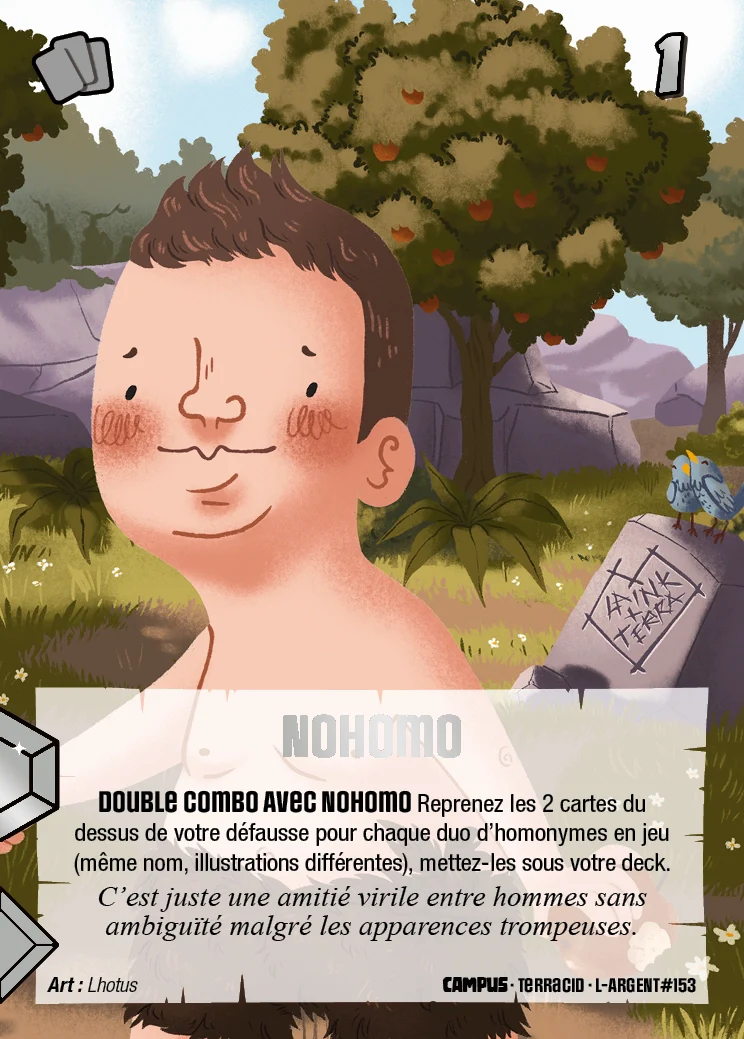 1
LAINK
+
TERRA
NOHOMO
DOUBLE COMBO AVEC NOHOMO Reprenez les 2 cartes du
dessus de votre défausse pour chaque duo d'homonymes en jeu
(même nom, illustrations différentes), mettez-les sous votre deck.
C'est juste une amitié virile entre hommes sans
ambiguïté malgré les apparences trompeuses.
Art : Lhotus
CAMPUS · TERRACID · L-ARGENT#153